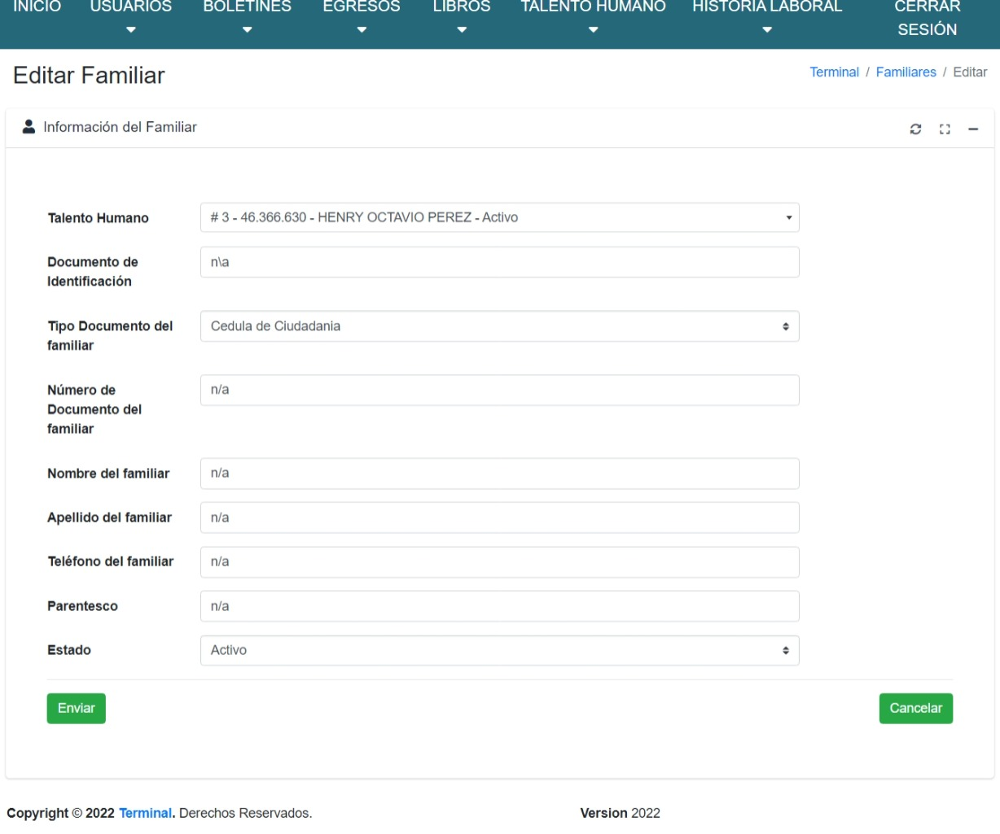 INICIO USUARIOS BOLETINES EGRESOS LIBROS TALENTO HUMANO HISTORIA LABORAL CERRAR
SESIÓN
Editar Familiar
Terminal / Familiares / Editar
Información del Familiar
Talento Humano
# 3 - 46.366.630 - HENRY OCTAVIO PEREZ - Activo
Documento de
Identificación
n\a
Tipo Documento del
familiar
Cedula de Ciudadania
Número de
Documento del
familiar
n/a
Nombre del familiar
n/a
Apellido del familiar
n/a
Teléfono del familiar
n/a
Parentesco
n/a
Estado
Activo
Enviar
Cancelar
Copyright © 2022 Terminal. Derechos Reservados.
Version 2022